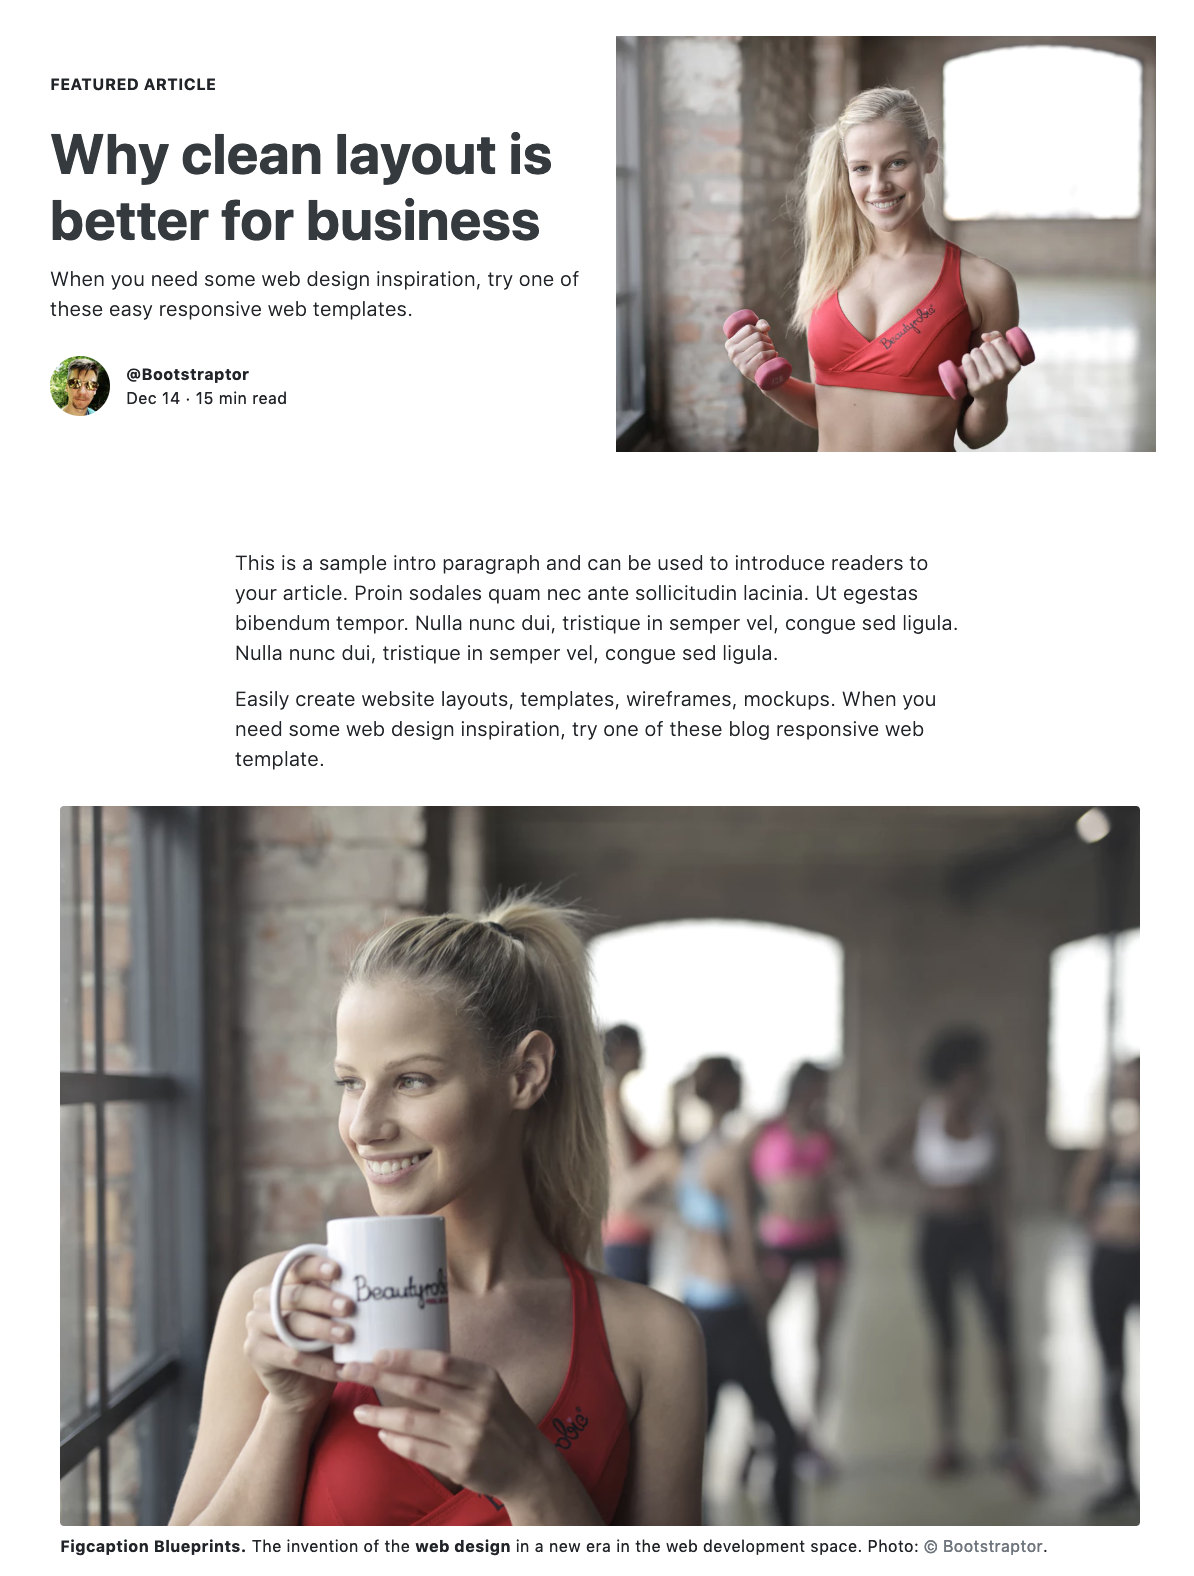 FEATURED ARTICLE
Why clean layout is
better for business
When you need some web design inspiration, try one of
these easy responsive web templates.
@Bootstraptor
Dec 14 · 15 min read
Beautyrobic
This is a sample intro paragraph and can be used to introduce readers to
your article. Proin sodales quam nec ante sollicitudin lacinia. Ut egestas
bibendum tempor. Nulla nunc dui, tristique in semper vel, congue sed ligula.
Nulla nunc dui, tristique in semper vel, congue sed ligula.
Easily create website layouts, templates, wireframes, mockups. When you
need some web design inspiration, try one of these blog responsive web
template.
Beautyrobi
obic
Figcaption Blueprints. The invention of the web design in a new era in the web development space. Photo: © Bootstraptor.